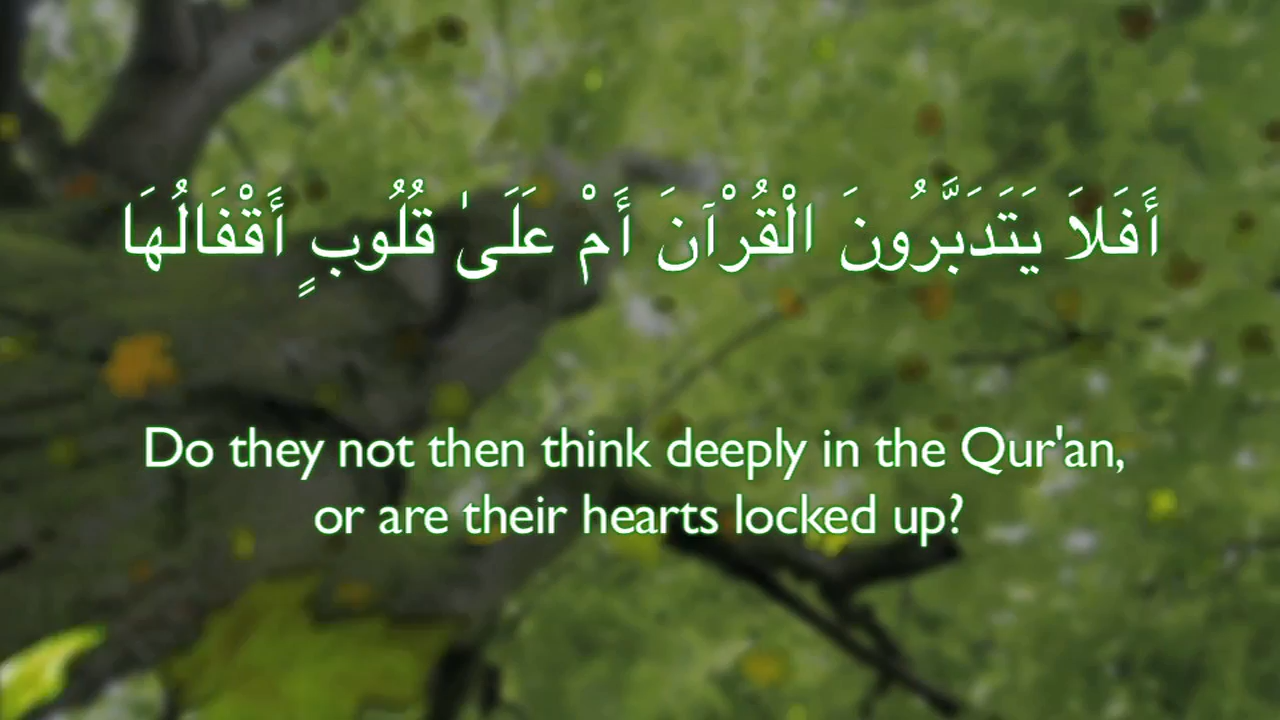 أَفَلَا يَتَدَبَّرُونَ الْقُرْآنَ أَمْ عَلَىٰ قُلُوبٍ أَقْفَالُهَا
Do they not then think deeply in the Qur'an,
or are their hearts locked up?